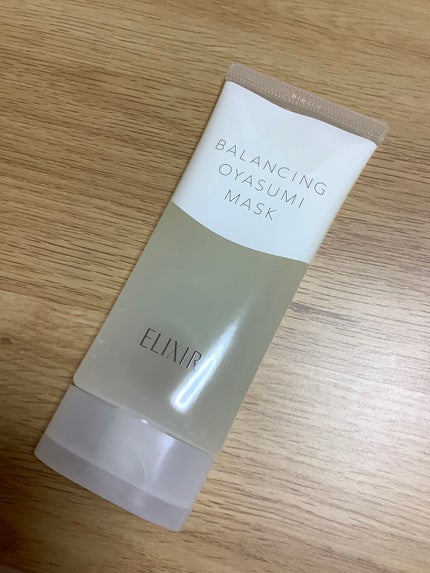 BALANCING
OYASUMI
MASK
ELIXIR